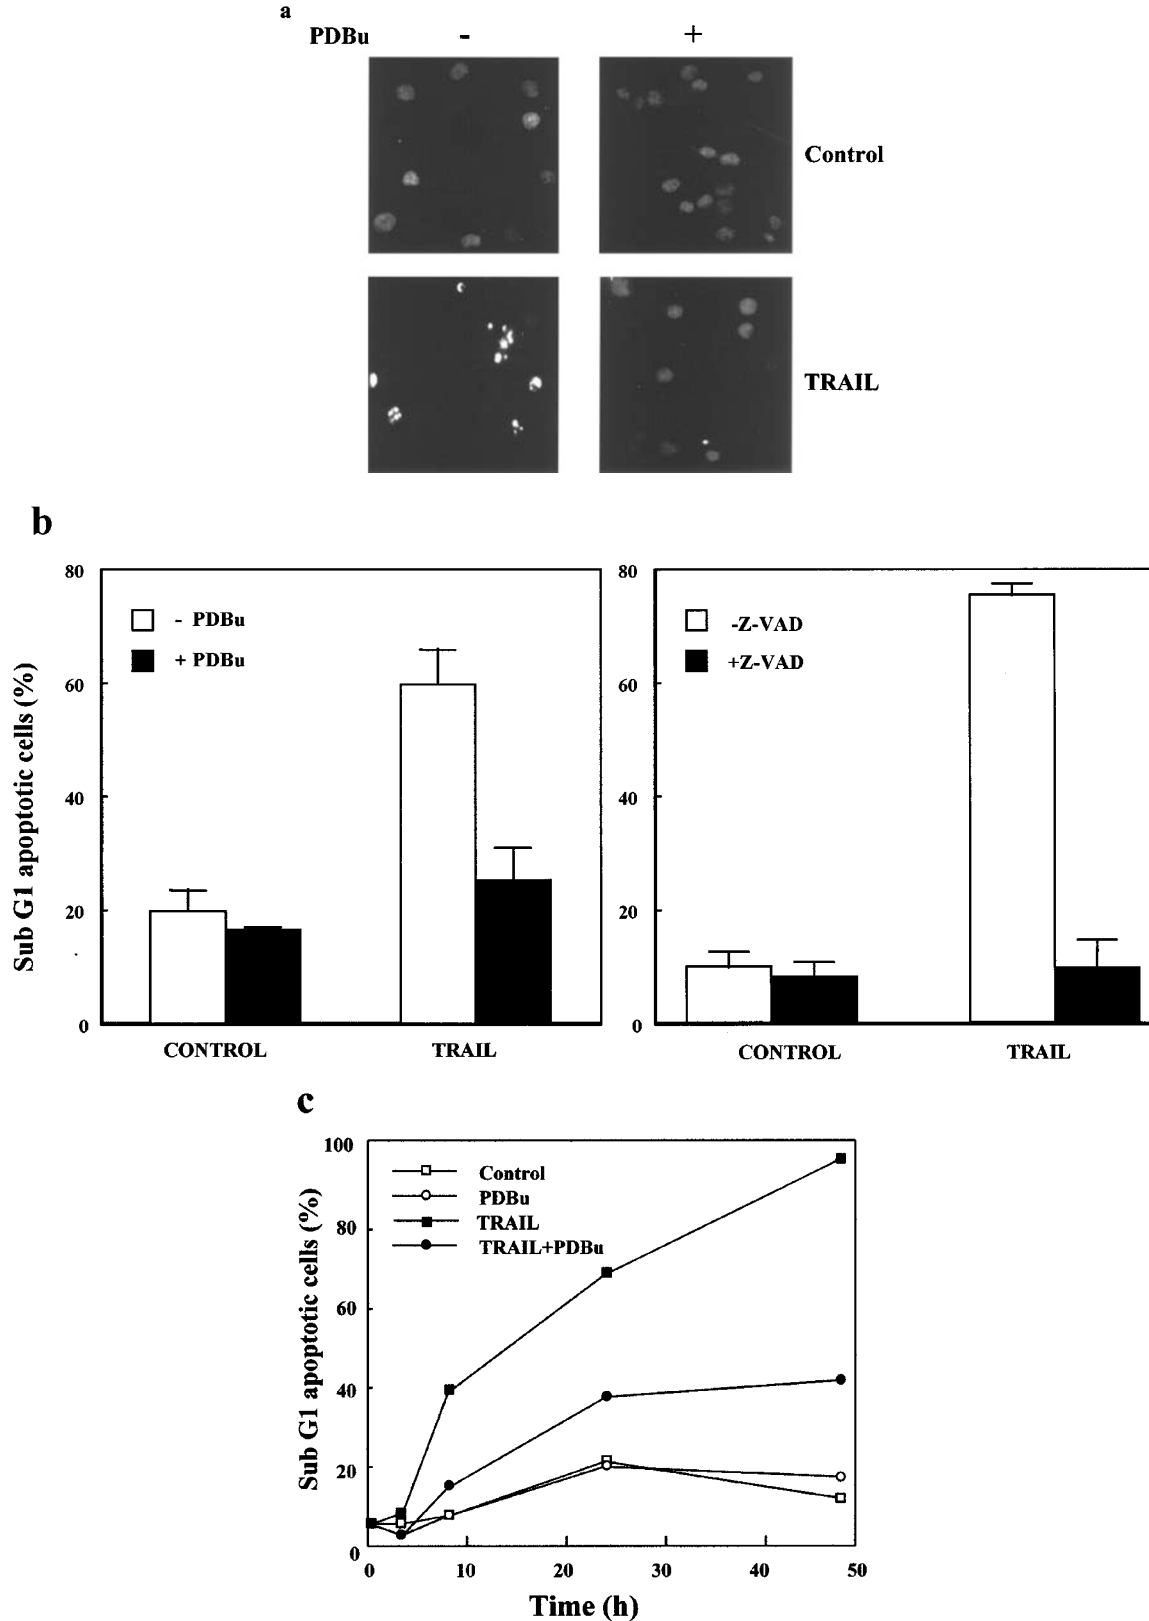 a
PDBu - +
Control
TRAIL
b
80
60
40
20
0
Sub G1 apoptotic cells (%)
- PDBu
+ PDBu
CONTROL TRAIL
80
60
40
20
0
-Z-VAD
+Z-VAD
CONTROL TRAIL
c
100
80
60
40
20
0
Sub G1 apoptotic cells (%)
Control
PDBu
TRAIL
TRAIL+PDBu
0 10 20 30 40 50
Time (h)